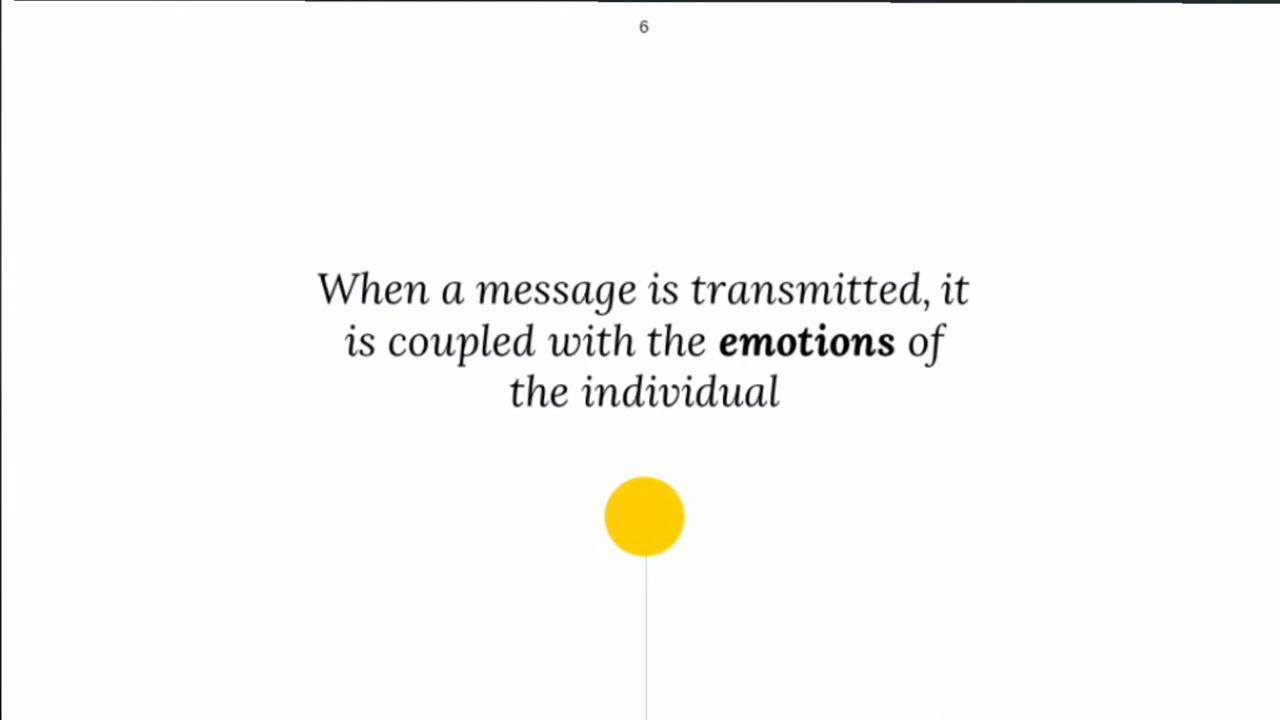 6
When a message is transmitted, it
is coupled with the emotions of
the individual